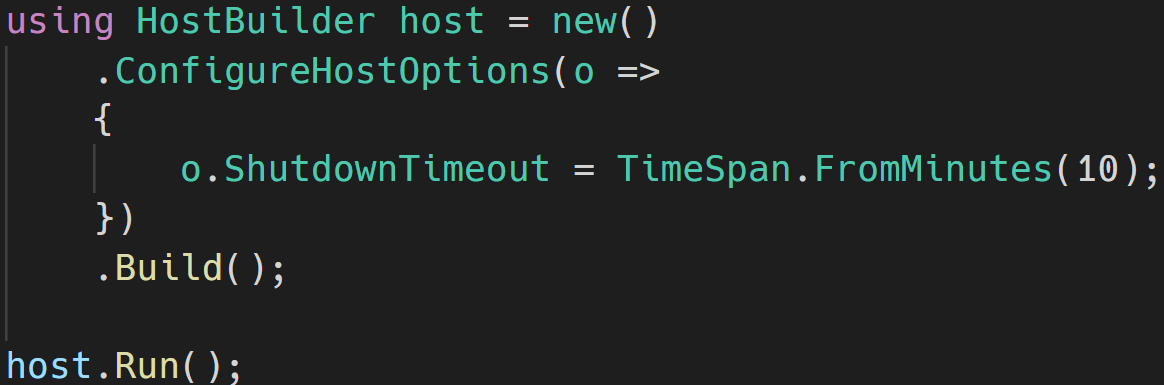 using HostBuilder host = new()
    .ConfigureHostOptions(o =>
    {
        o.ShutdownTimeout = TimeSpan.FromMinutes(10);
    })
    .Build();
host.Run();